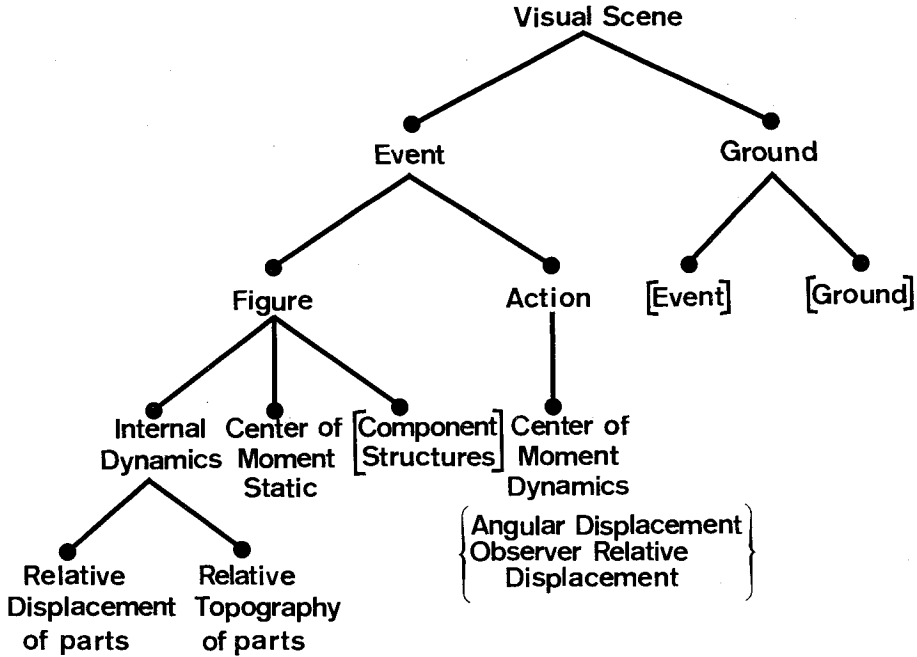 Visual Scene
Event
Ground
Figure
Action
[Event]
[Ground]
Internal
Dynamics
Center of
Moment
Static
[Component
Structures]
Center of
Moment
Dynamics
{Angular Displacement
Observer Relative
Displacement}
Relative
Displacement
of parts
Relative
Topography
of parts